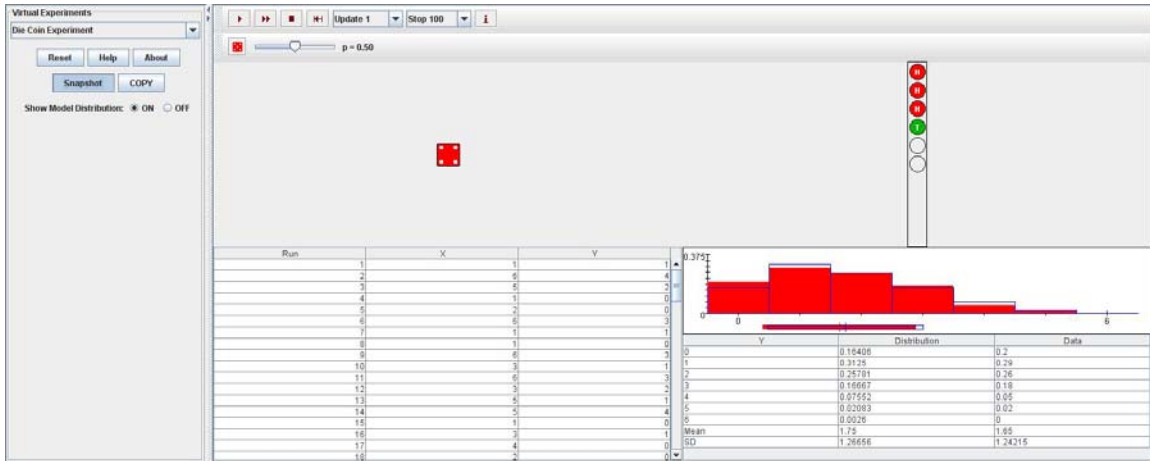 Virtual Experiments
Die Coin Experiment
Reset Help About
Snapshot COPY
Show Model Distribution: ON OFF
Update 1 Stop 100 i
p = 0.50
H
H
H
T
Run X Y
1 1 1
2 6 4
3 5 2
4 1 0
5 2 0
6 6 3
7 1 1
8 1 0
9 6 3
10 3 1
11 6 3
12 3 2
13 5 1
14 5 4
15 1 0
16 3 1
17 4 0
18 2 0
0.375
0
0 6
Y Distribution Data
0 0.16406 0.2
1 0.3125 0.29
2 0.25781 0.26
3 0.16667 0.18
4 0.07552 0.05
5 0.02083 0.02
6 0.0026 0
Mean 1.75 1.65
SD 1.26656 1.24215